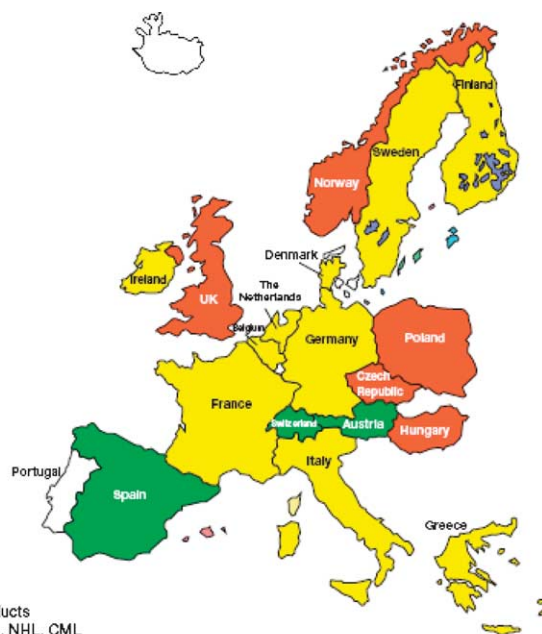 Finland
Sweden
Norway
Denmark
Ireland
The
Netherlands
UK
Belgium
Germany
Poland
Czech
Republic
France
Switzerland
Austria
Hungary
Italy
Portugal
Spain
Greece
ucts
, NHL, CML